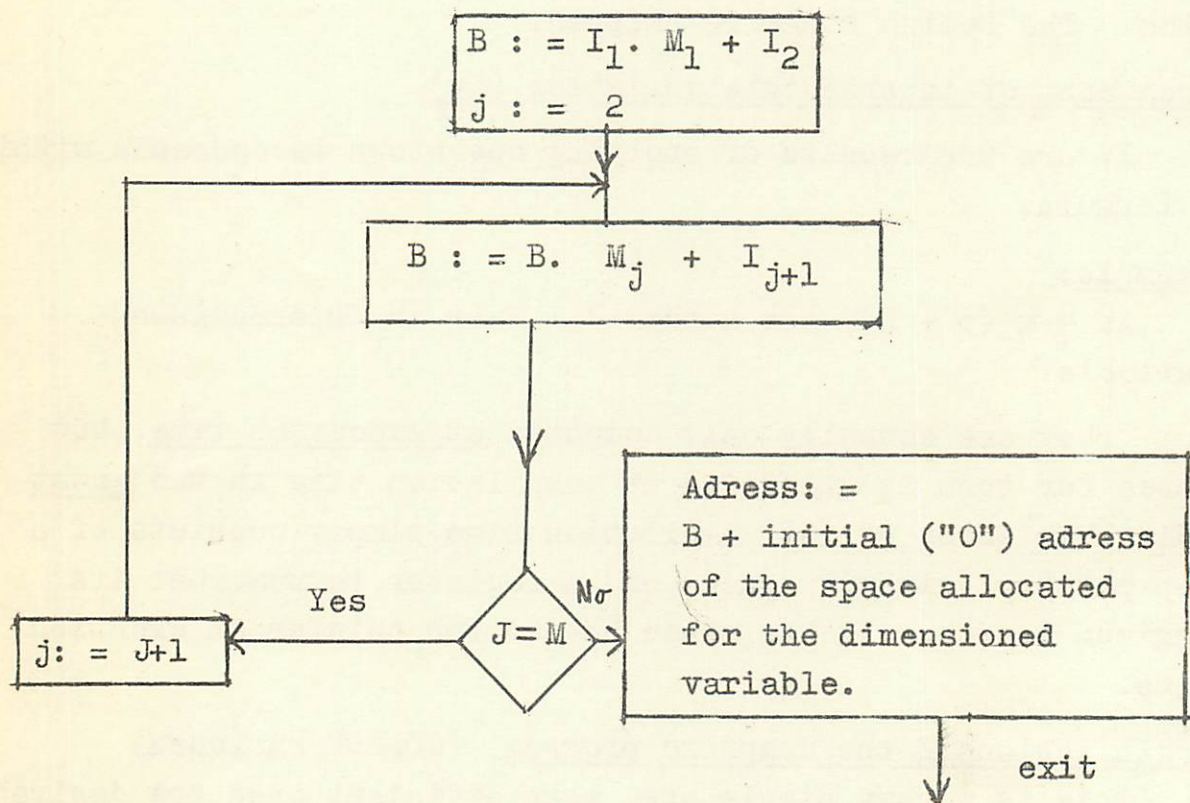 B : = I₁. M₁ + I₂
j : = 2
B : = B. Mⱼ + Iⱼ₊₁
Yes
J = M
No
j: = J+1
Adress: =
B + initial ("O") adress
of the space allocated
for the dimensioned
variable.
exit